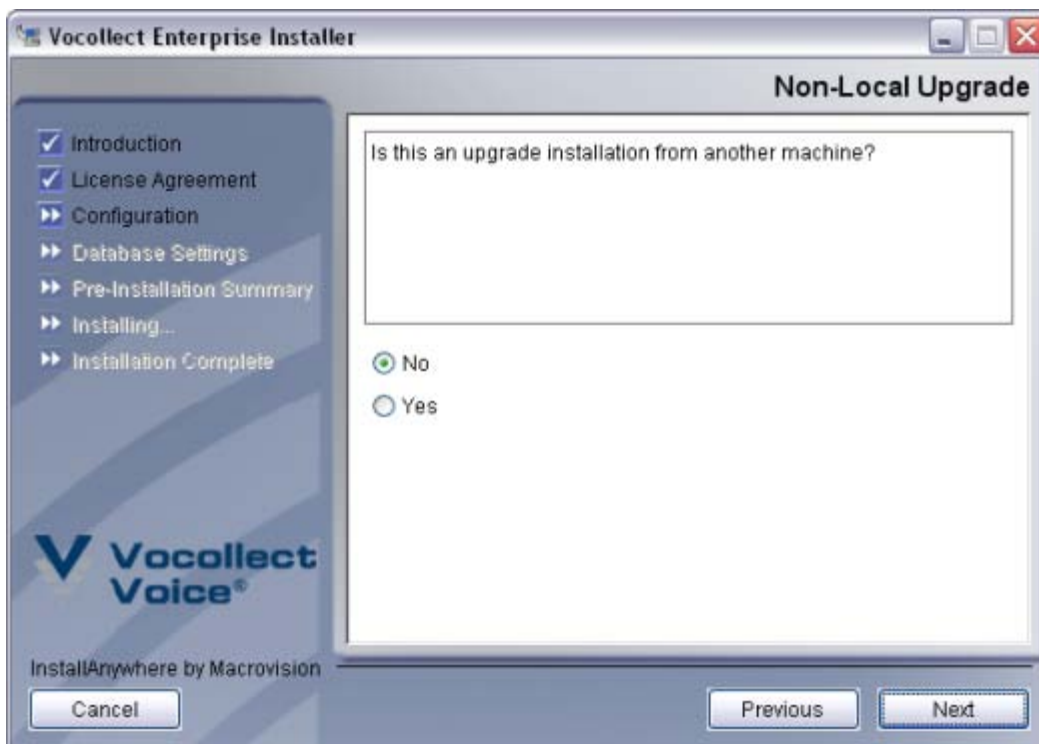 Vocollect Enterprise Installer
Non-Local Upgrade
Introduction
License Agreement
Configuration
Database Settings
Pre-Installation Summary
Installing...
Installation Complete
Is this an upgrade installation from another machine?
No
Yes
Vocollect
Voice®
InstallAnywhere by Macrovision
Cancel
Previous
Next